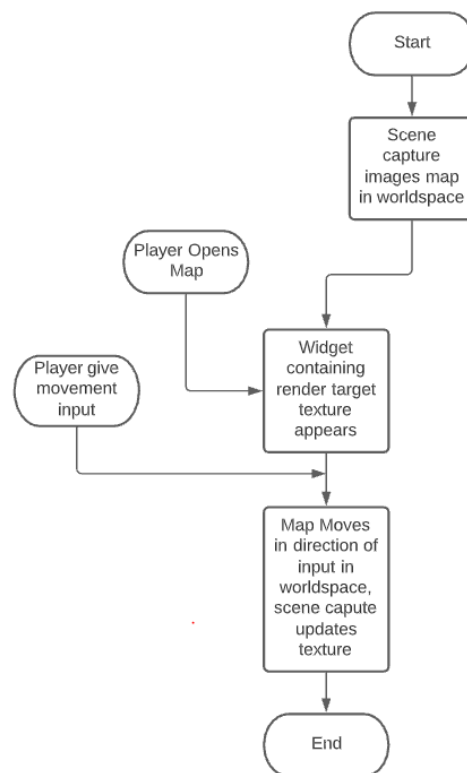 Start
Scene
capture
images map
in worldspace
Player Opens
Map
Widget
containing
render target
texture
appears
Player give
movement
input
Map Moves
in direction of
input in
worldspace,
scene capute
updates
texture
End